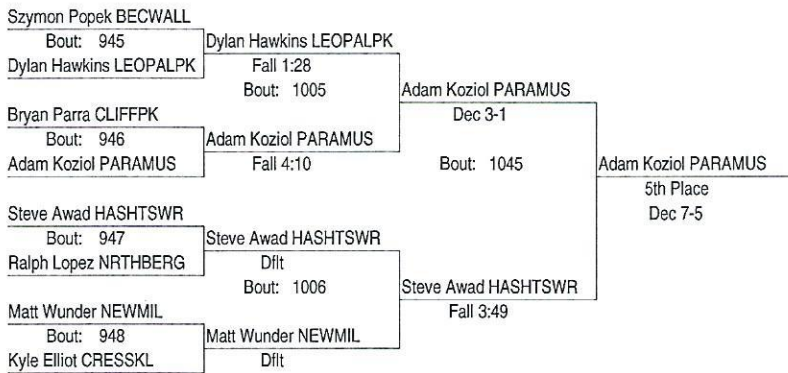 Szymon Popek BECWALL
Bout: 945
Dylan Hawkins LEOPALPK
Dylan Hawkins LEOPALPK
Fall 1:28
Bout: 1005
Bryan Parra CLIFFPK
Bout: 946
Adam Koziol PARAMUS
Adam Koziol PARAMUS
Fall 4:10
Adam Koziol PARAMUS
Dec 3-1
Bout: 1045
Steve Awad HASHTSWR
Bout: 947
Ralph Lopez NRTHBERG
Steve Awad HASHTSWR
Dflt
Bout: 1006
Matt Wunder NEWMIL
Bout: 948
Kyle Elliot CRESSKL
Matt Wunder NEWMIL
Dflt
Steve Awad HASHTSWR
Fall 3:49
Adam Koziol PARAMUS
5th Place
Dec 7-5